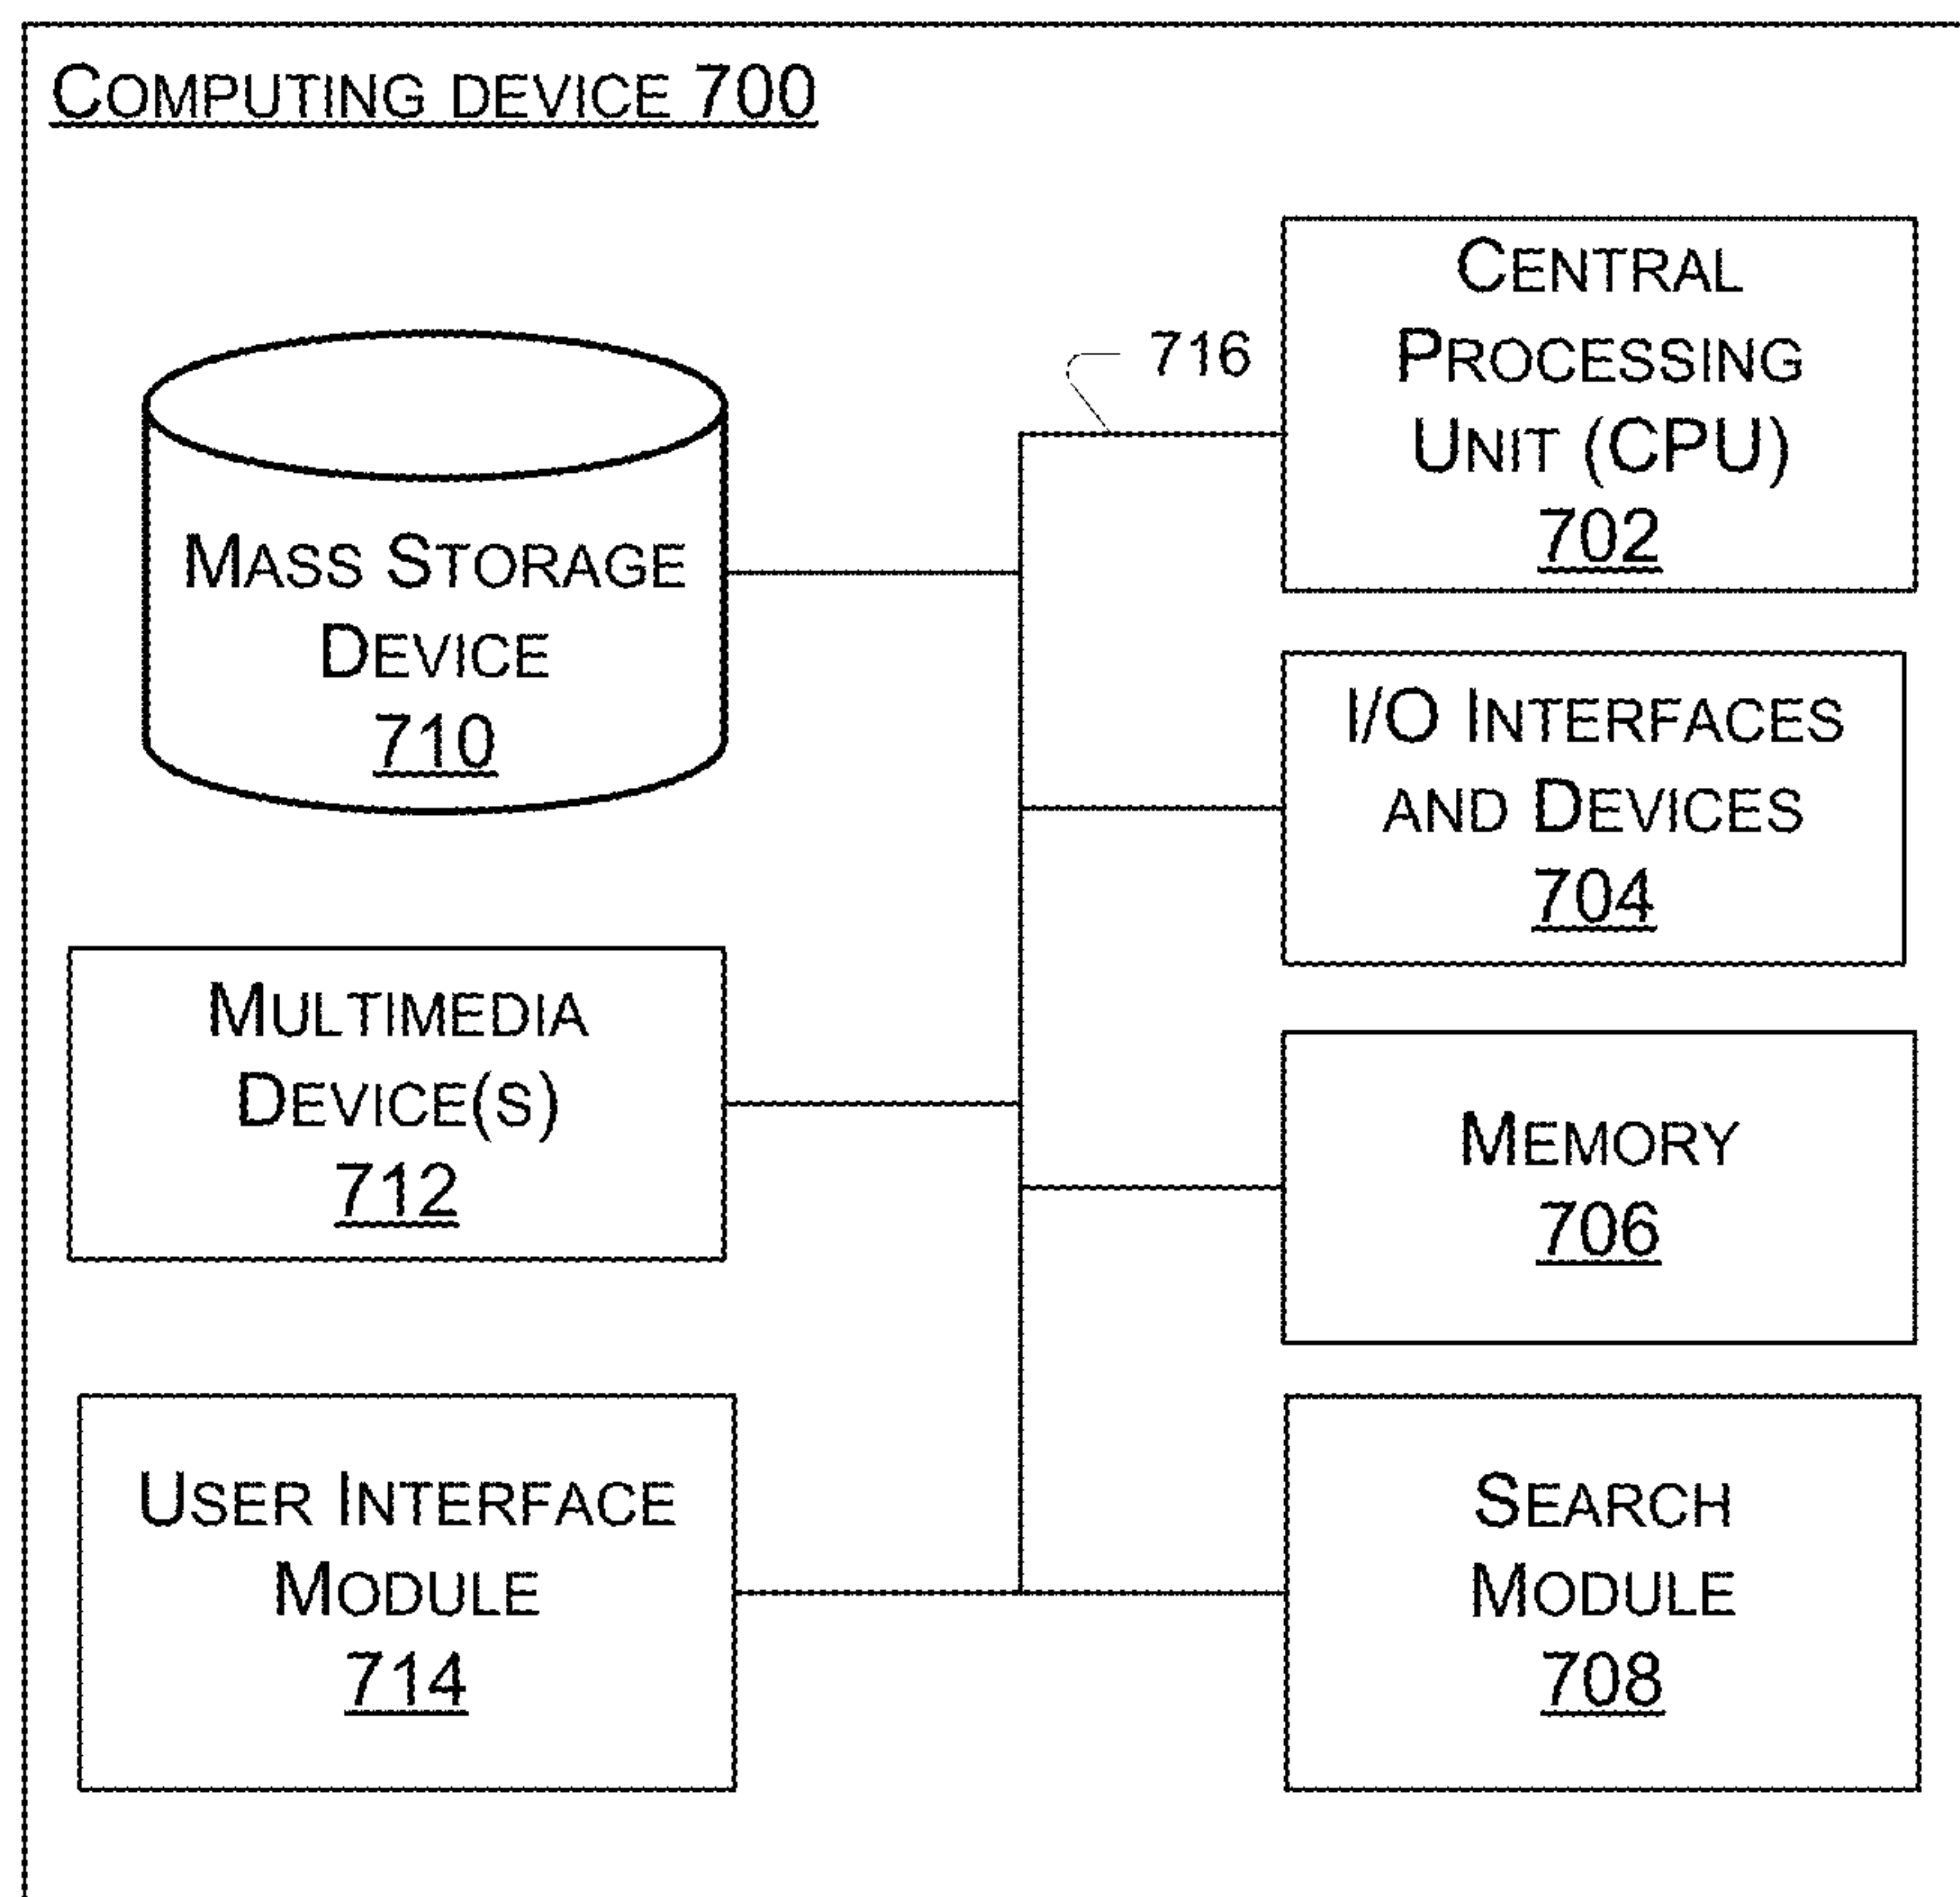 COMPUTING DEVICE 700
716
CENTRAL
PROCESSING
UNIT (CPU)
702
MASS STORAGE
DEVICE
710
I/O INTERFACES
AND DEVICES
704
MULTIMEDIA
DEVICE(S)
712
MEMORY
706
USER INTERFACE
MODULE
714
SEARCH
MODULE
708